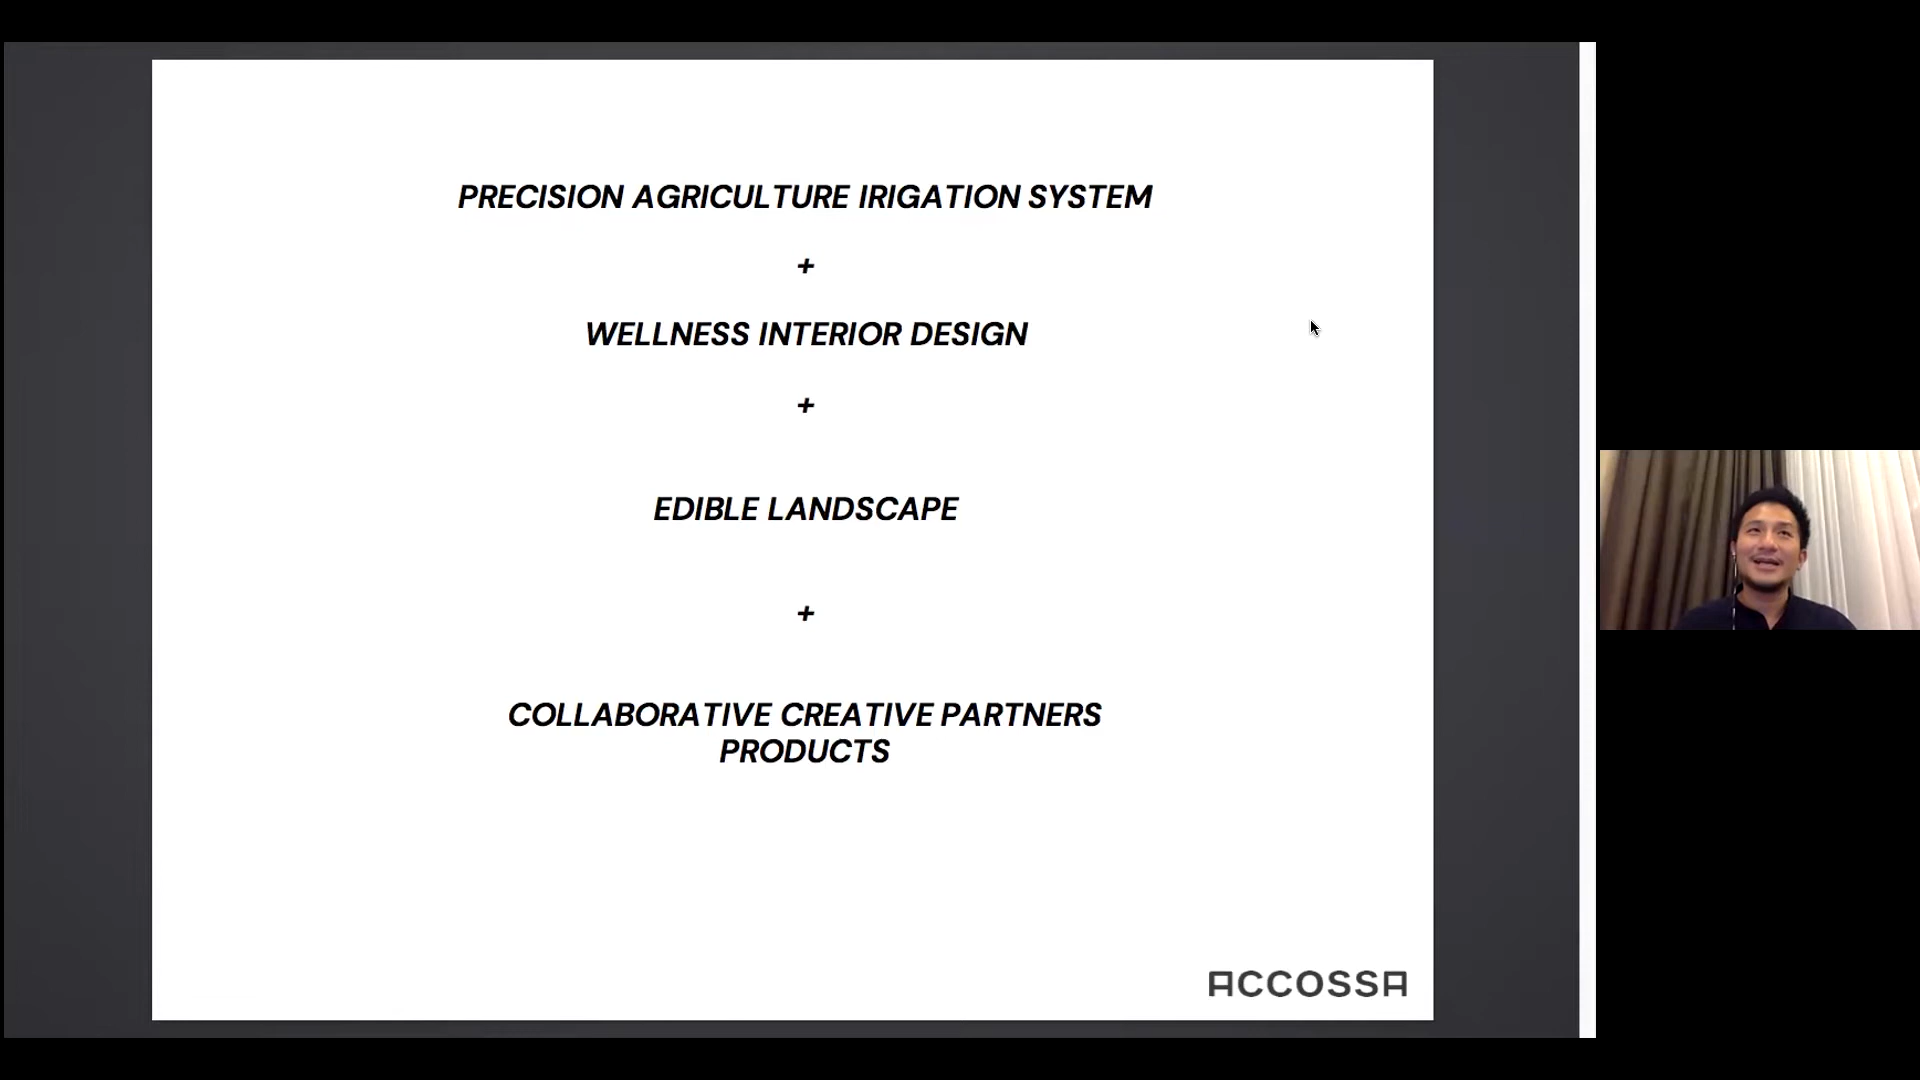 PRECISION AGRICULTURE IRIGATION SYSTEM
+
WELLNESS INTERIOR DESIGN
+
EDIBLE LANDSCAPE
+
COLLABORATIVE CREATIVE PARTNERS
PRODUCTS
ACCOSSA